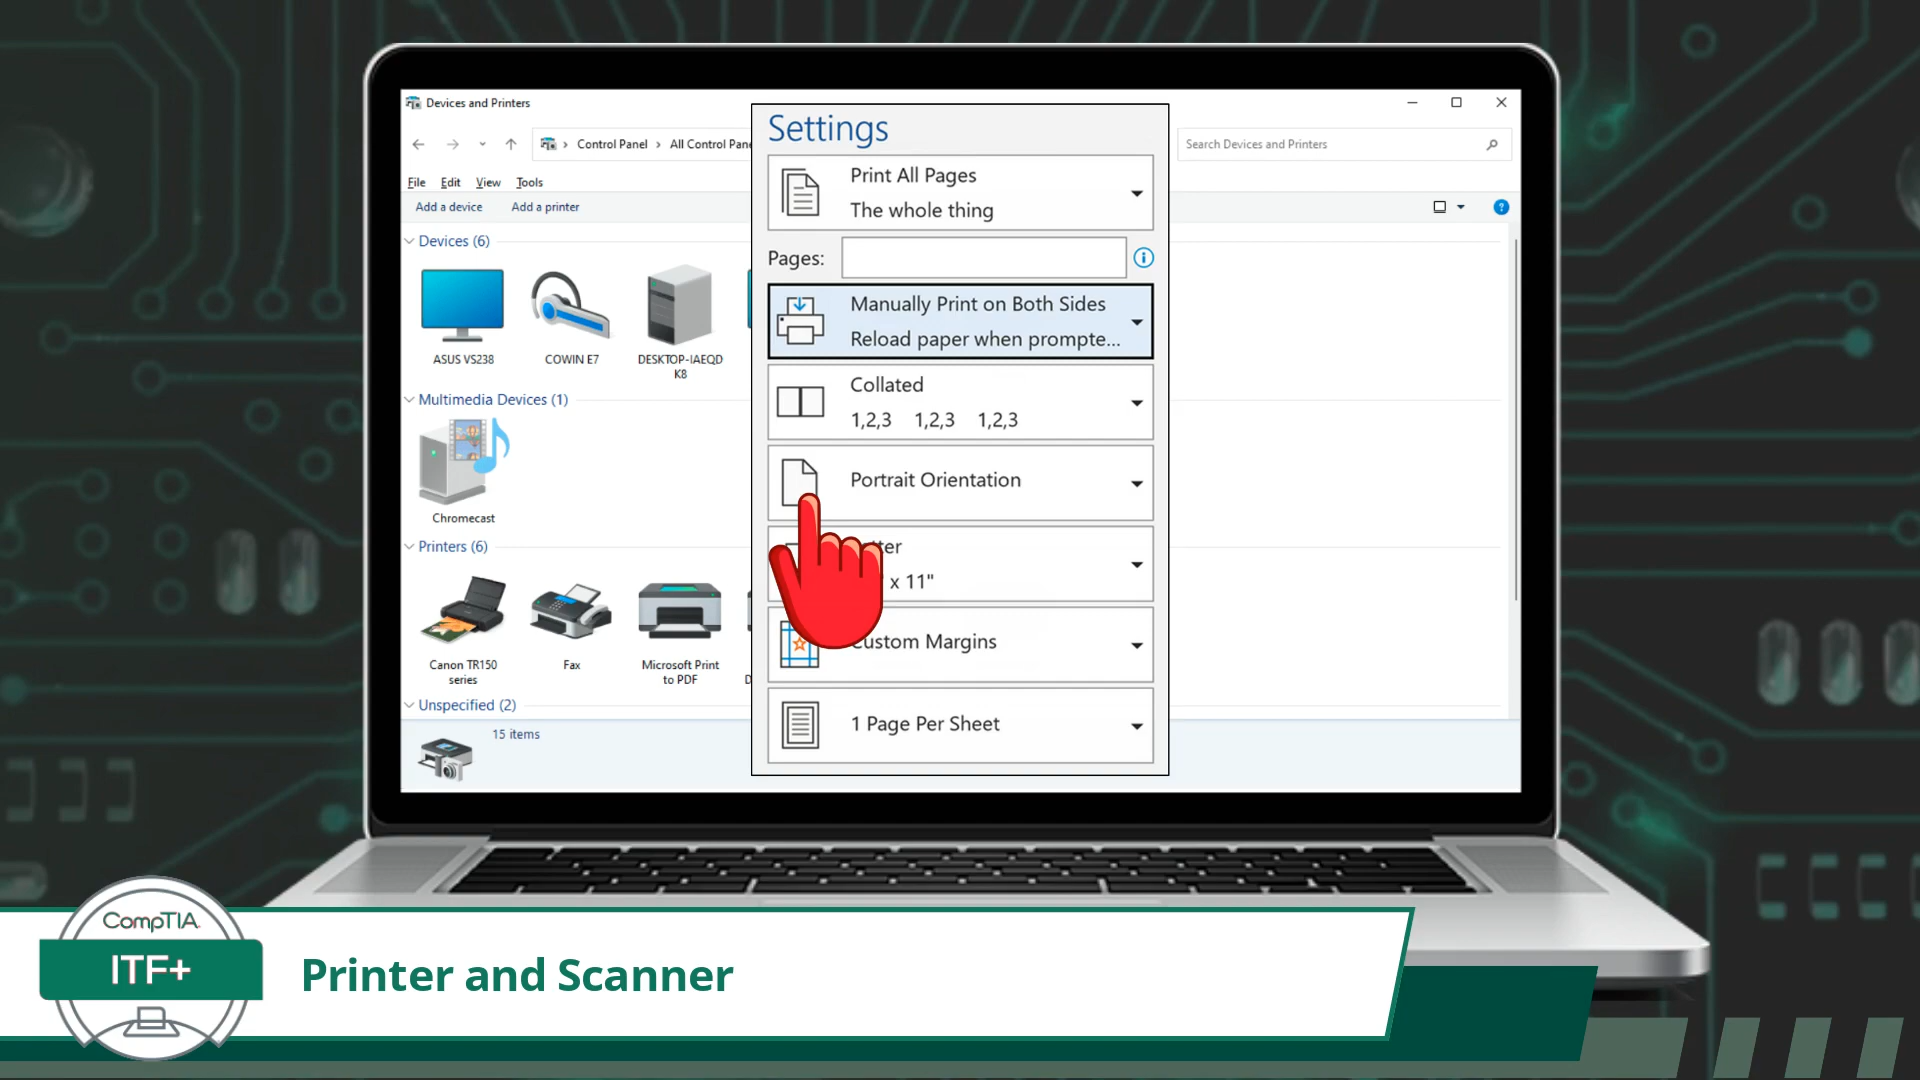 Devices and Printers
Control Panel
All Control Pan
Search Devices and Printers
File Edit View Tools
Add a device Add a printer
Devices (6)
ASUS VS238
COWIN E7
DESKTOP-IAEQD
K8
Multimedia Devices (1)
Chromecast
Printers (6)
Canon TR150
series
Fax
Microsoft Print
to PDF
D
Unspecified (2)
15 items
Settings
Print All Pages
The whole thing
Pages:
Manually Print on Both Sides
Reload paper when prompte...
Collated
1,2,3 1,2,3 1,2,3
Portrait Orientation
tter
x 11"
ustom Margins
1 Page Per Sheet
CompTIA
ITF+
Printer and Scanner